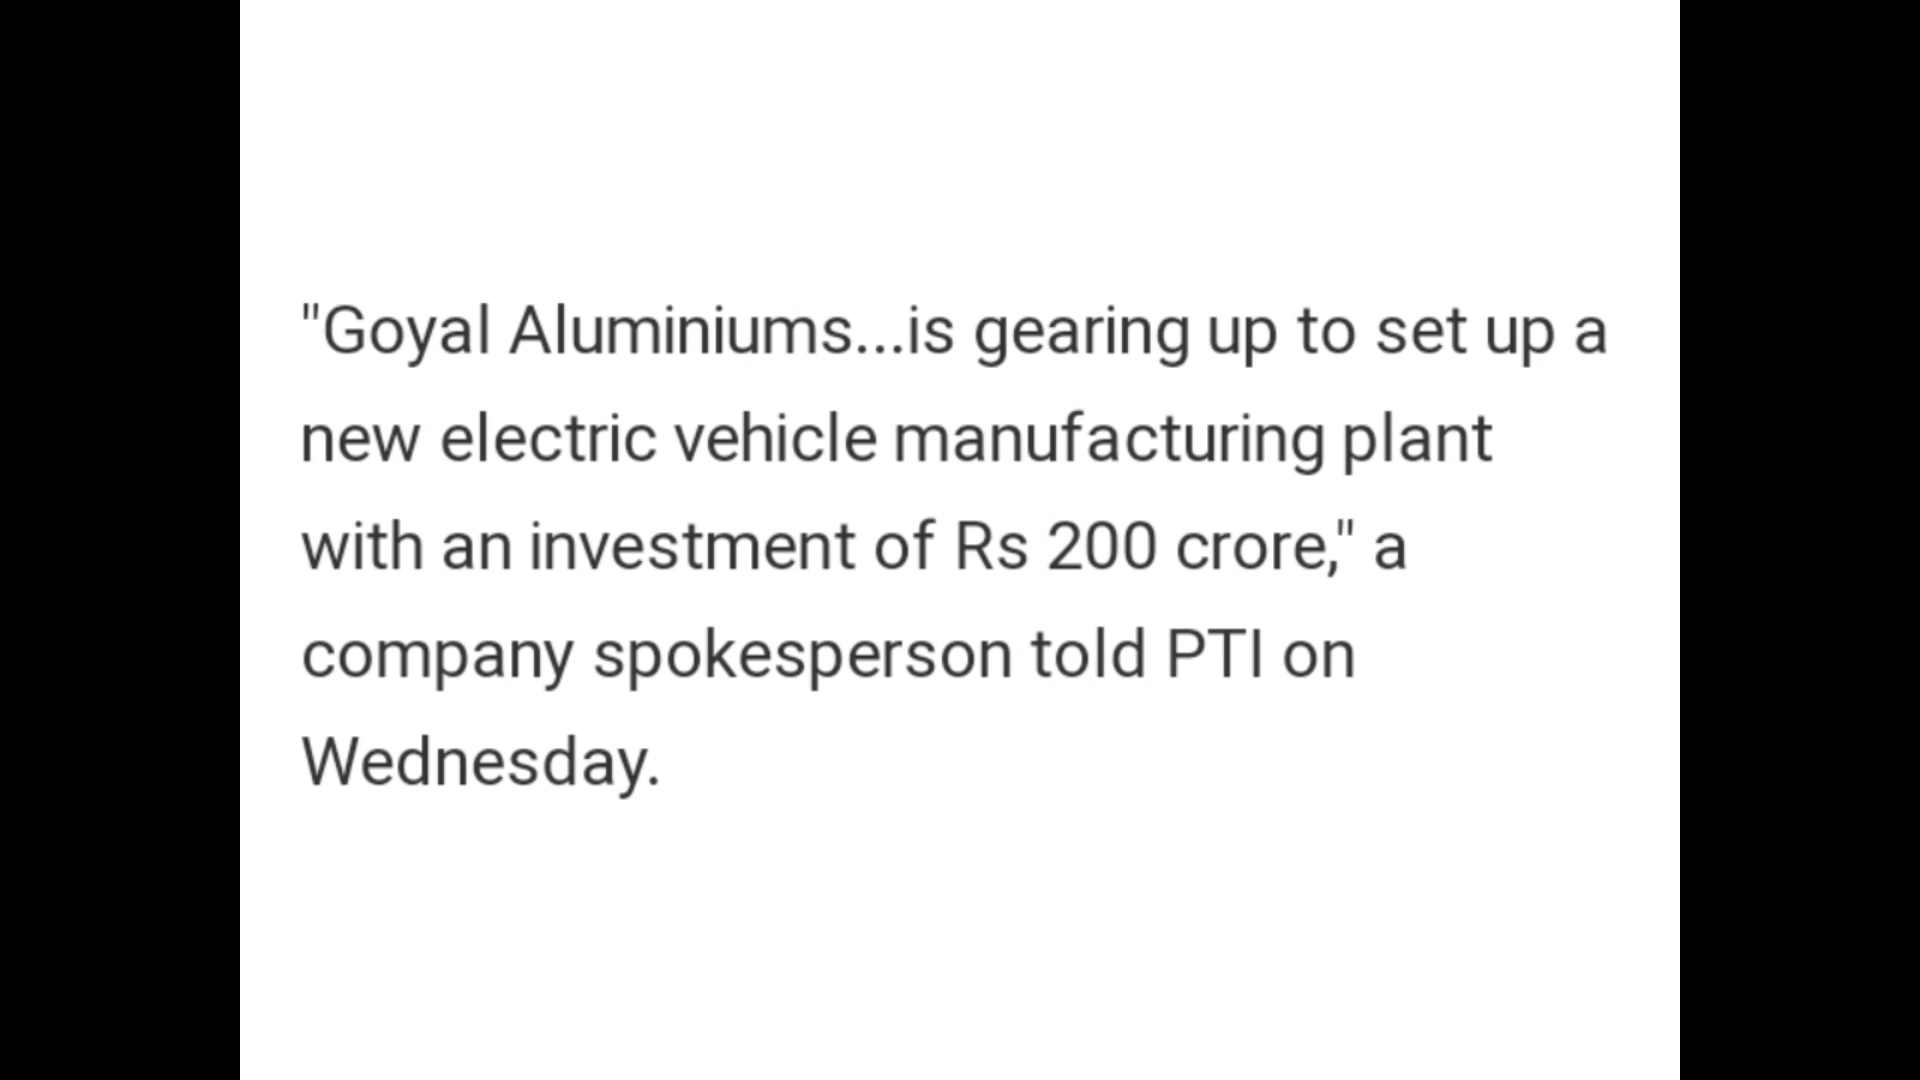 "Goyal Aluminiums...is gearing up to set up a
new electric vehicle manufacturing plant
with an investment of Rs 200 crore," a
company spokesperson told PTI on
Wednesday.